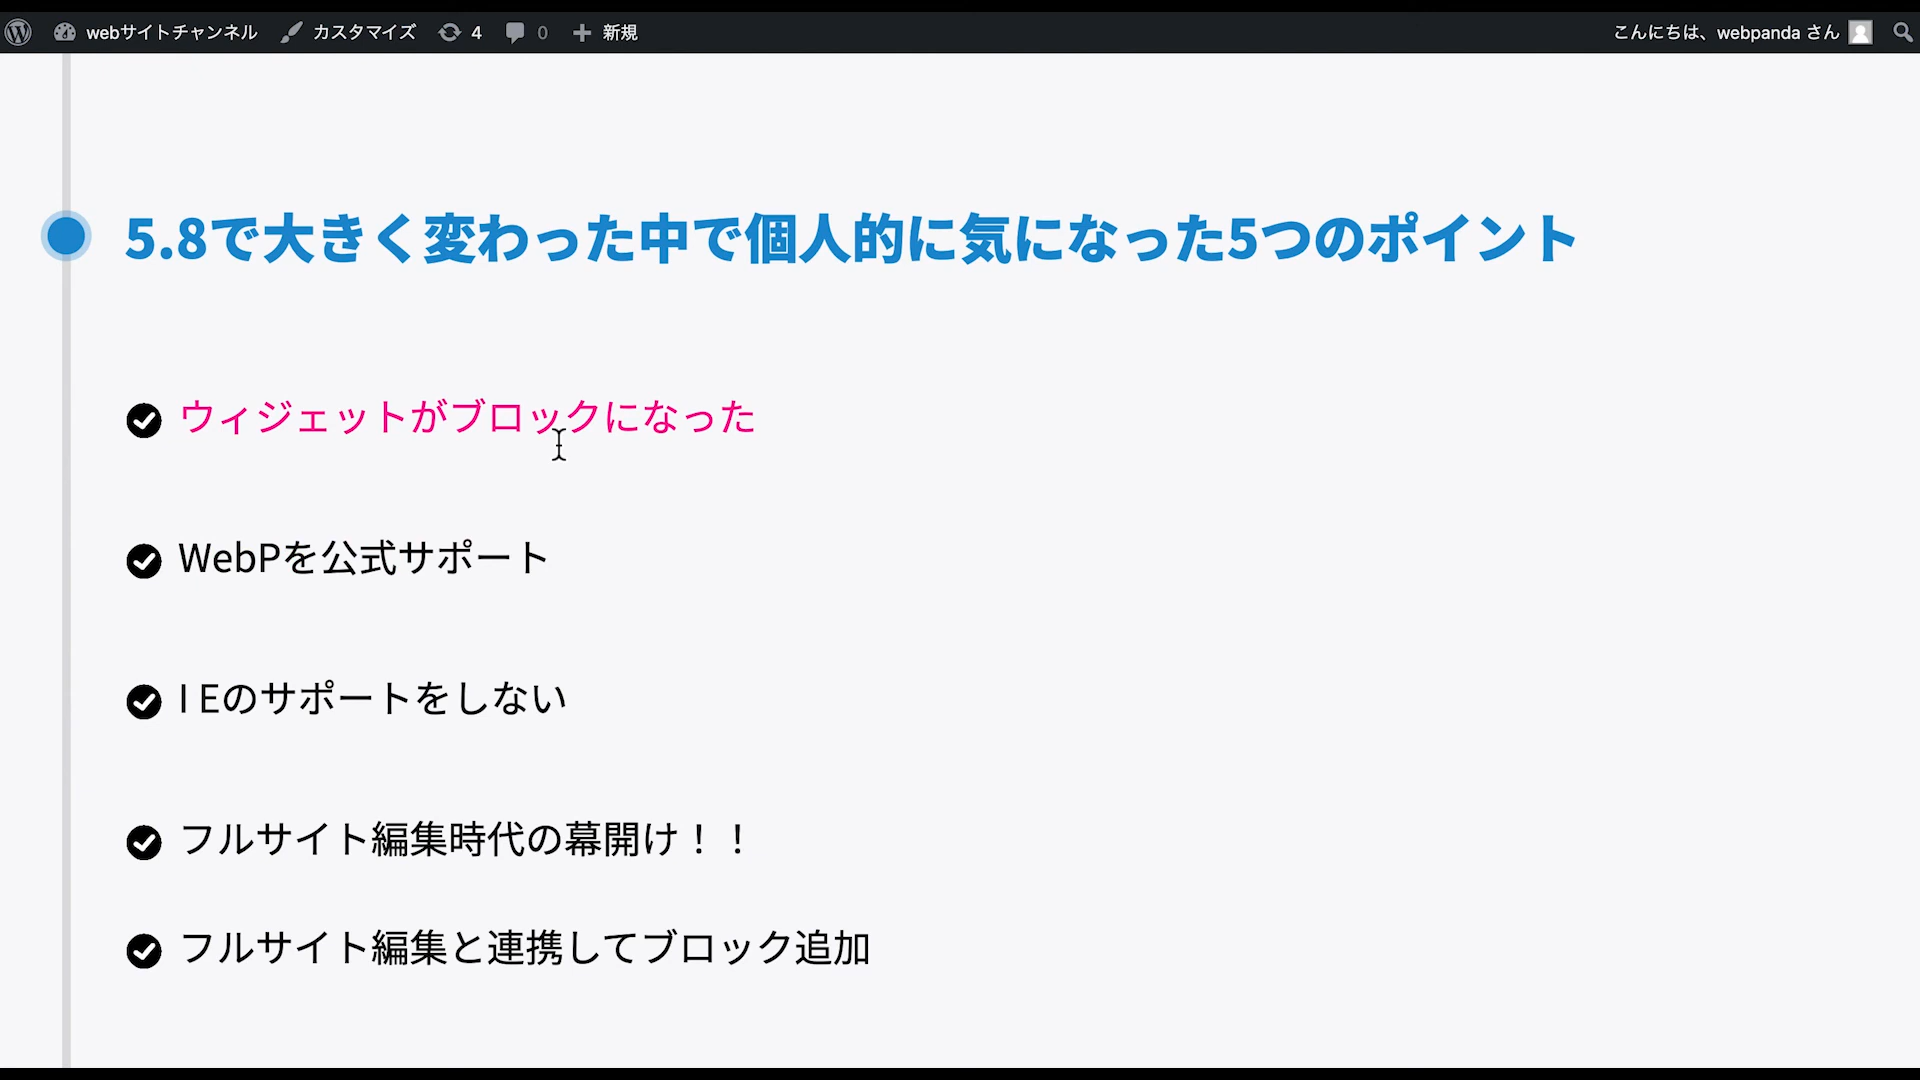 webサイトチャンネル カスタマイズ 4 0 新規 こんにちは、webpanda さん
5.8で大きく変わった中で個人的に気になった5つのポイント
ウィジェットがブロックになった
WebPを公式サポート
I Eのサポートをしない
フルサイト編集時代の幕開け！！
フルサイト編集と連携してブロック追加